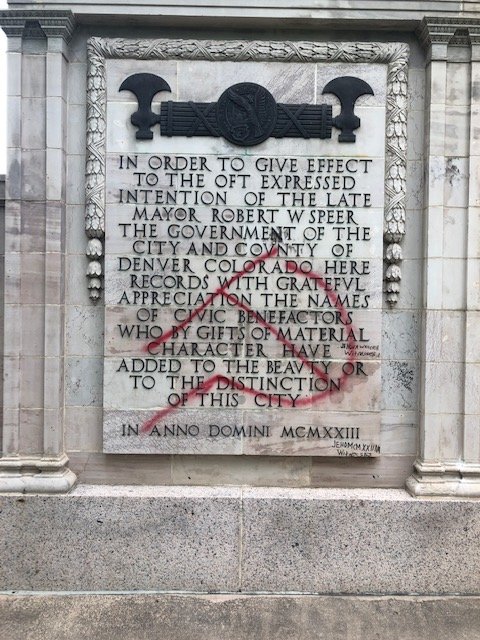 IN ORDER TO GIVE EFFECT
TO THE OFT EXPRESSED
INTENTION OF THE LATE
MAYOR ROBERT W SPEER
THE GOVERNMENT OF THE
CITY AND COUNTY OF
DENVER COLORADO HERE
RECORDS WITH GRATEFVL
APPRECIATION THE NAMES
OF CIVIC BENEFACTORS
WHO BY GIFTS OF MATERIAL
CHARACTER HAVE
ADDED TO THE BEAVTY OR
TO THE DISTINCTION
OF THIS CITY
IN ANNO DOMINI MCMXXIII